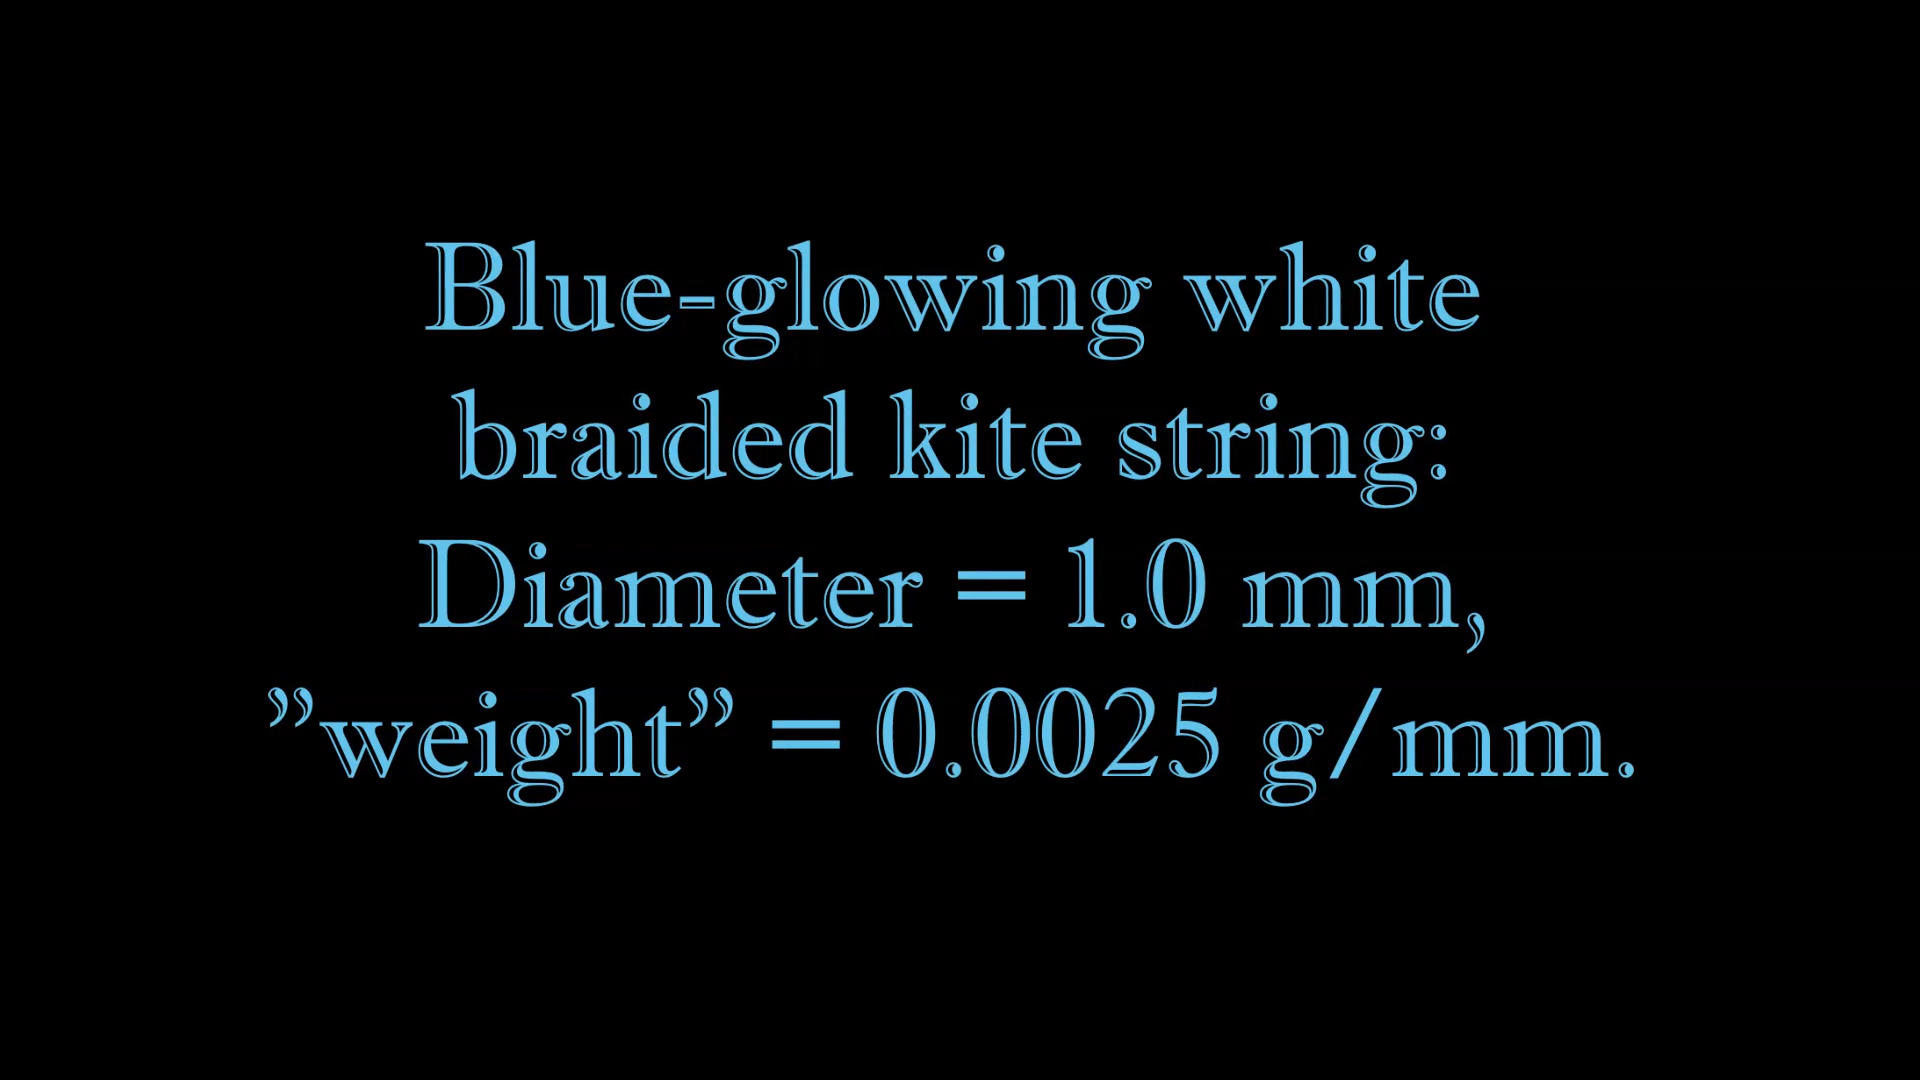 Blue-glowing white
braided kite string:
Diameter = 1.0 mm,
”weight” = 0.0025 g/mm.